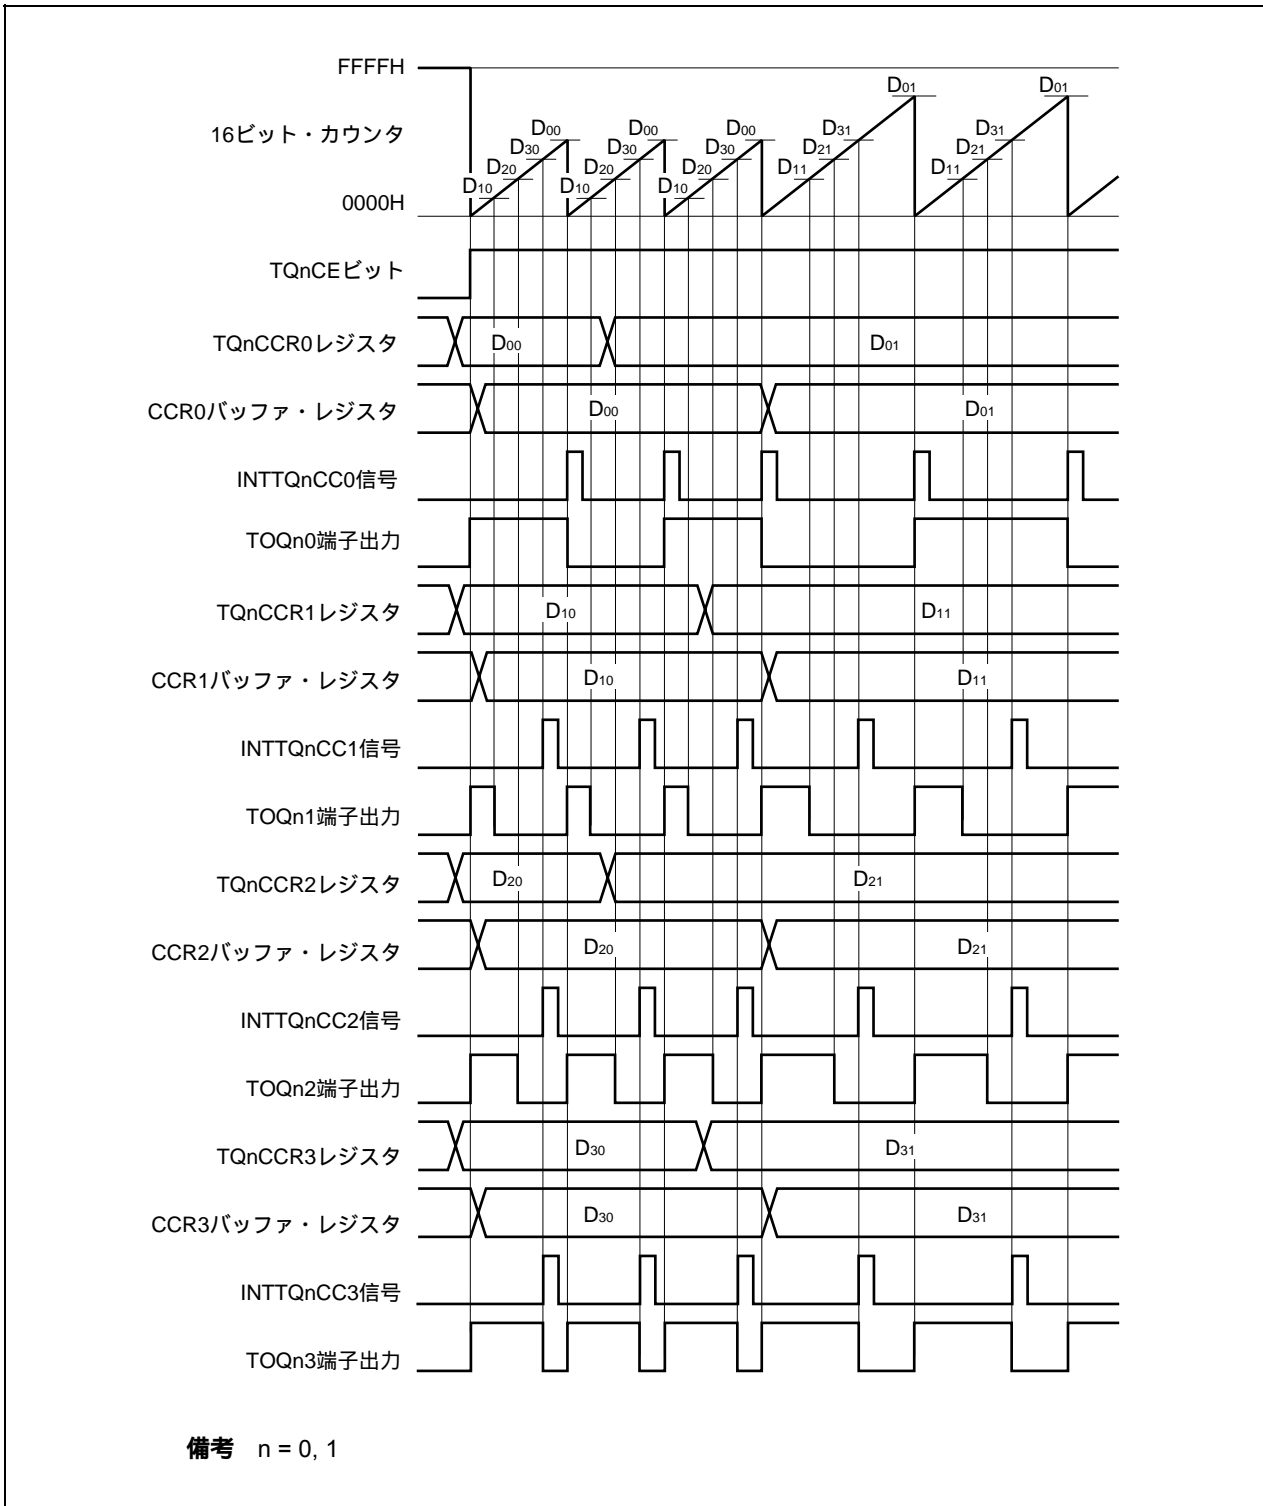 FFFFH
16ビット・カウンタ
0000H
D01 D01
D00 D00 D00 D31 D31
D30 D30 D30 D21 D21
D20 D20 D20 D11 D11
D10 D10 D10
TQnCEビット
TQnCCR0レジスタ D00 D01
CCR0バッファ・レジスタ D00 D01
INTTQnCC0信号
TOQn0端子出力
TQnCCR1レジスタ D10 D11
CCR1バッファ・レジスタ D10 D11
INTTQnCC1信号
TOQn1端子出力
TQnCCR2レジスタ D20 D21
CCR2バッファ・レジスタ D20 D21
INTTQnCC2信号
TOQn2端子出力
TQnCCR3レジスタ D30 D31
CCR3バッファ・レジスタ D30 D31
INTTQnCC3信号
TOQn3端子出力
備考 n = 0, 1